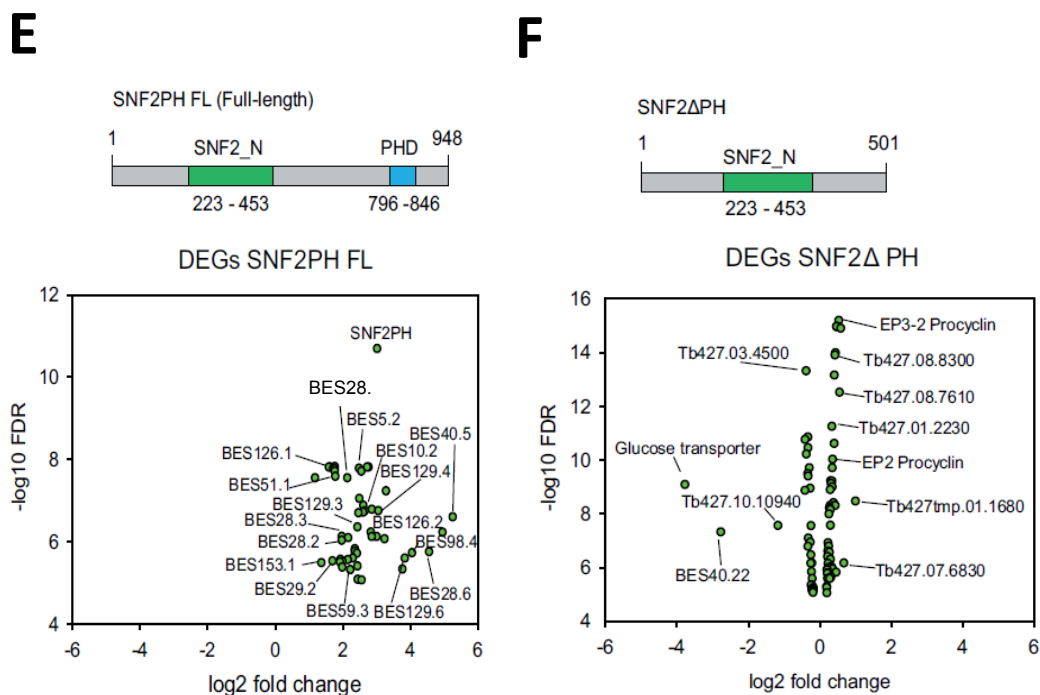 E
SNF2PH FL (Full-length)
1
948
SNF2_N
PHD
223 - 453
796 -846
DEGs SNF2PH FL
12
10
8
6
4
-log10 FDR
SNF2PH
BES28.
BES5.2
BES40.5
BES10.2
BES126.1
BES129.4
BES51.1
BES129.3
BES126.2
BES28.3
BES98.4
BES28.2
BES153.1
BES29.2
BES28.6
BES59.3
BES129.6
-6
-4
-2
0
2
4
6
log2 fold change
F
SNF2ΔPH
1
501
SNF2_N
223 - 453
DEGs SNF2Δ PH
16
14
12
10
8
6
4
-log10 FDR
EP3-2 Procyclin
Tb427.03.4500
Tb427.08.8300
Tb427.08.7610
Tb427.01.2230
Glucose transporter
EP2 Procyclin
Tb427.10.10940
Tb427tmp.01.1680
BES40.22
Tb427.07.6830
-6
-4
-2
0
2
4
6
log2 fold change